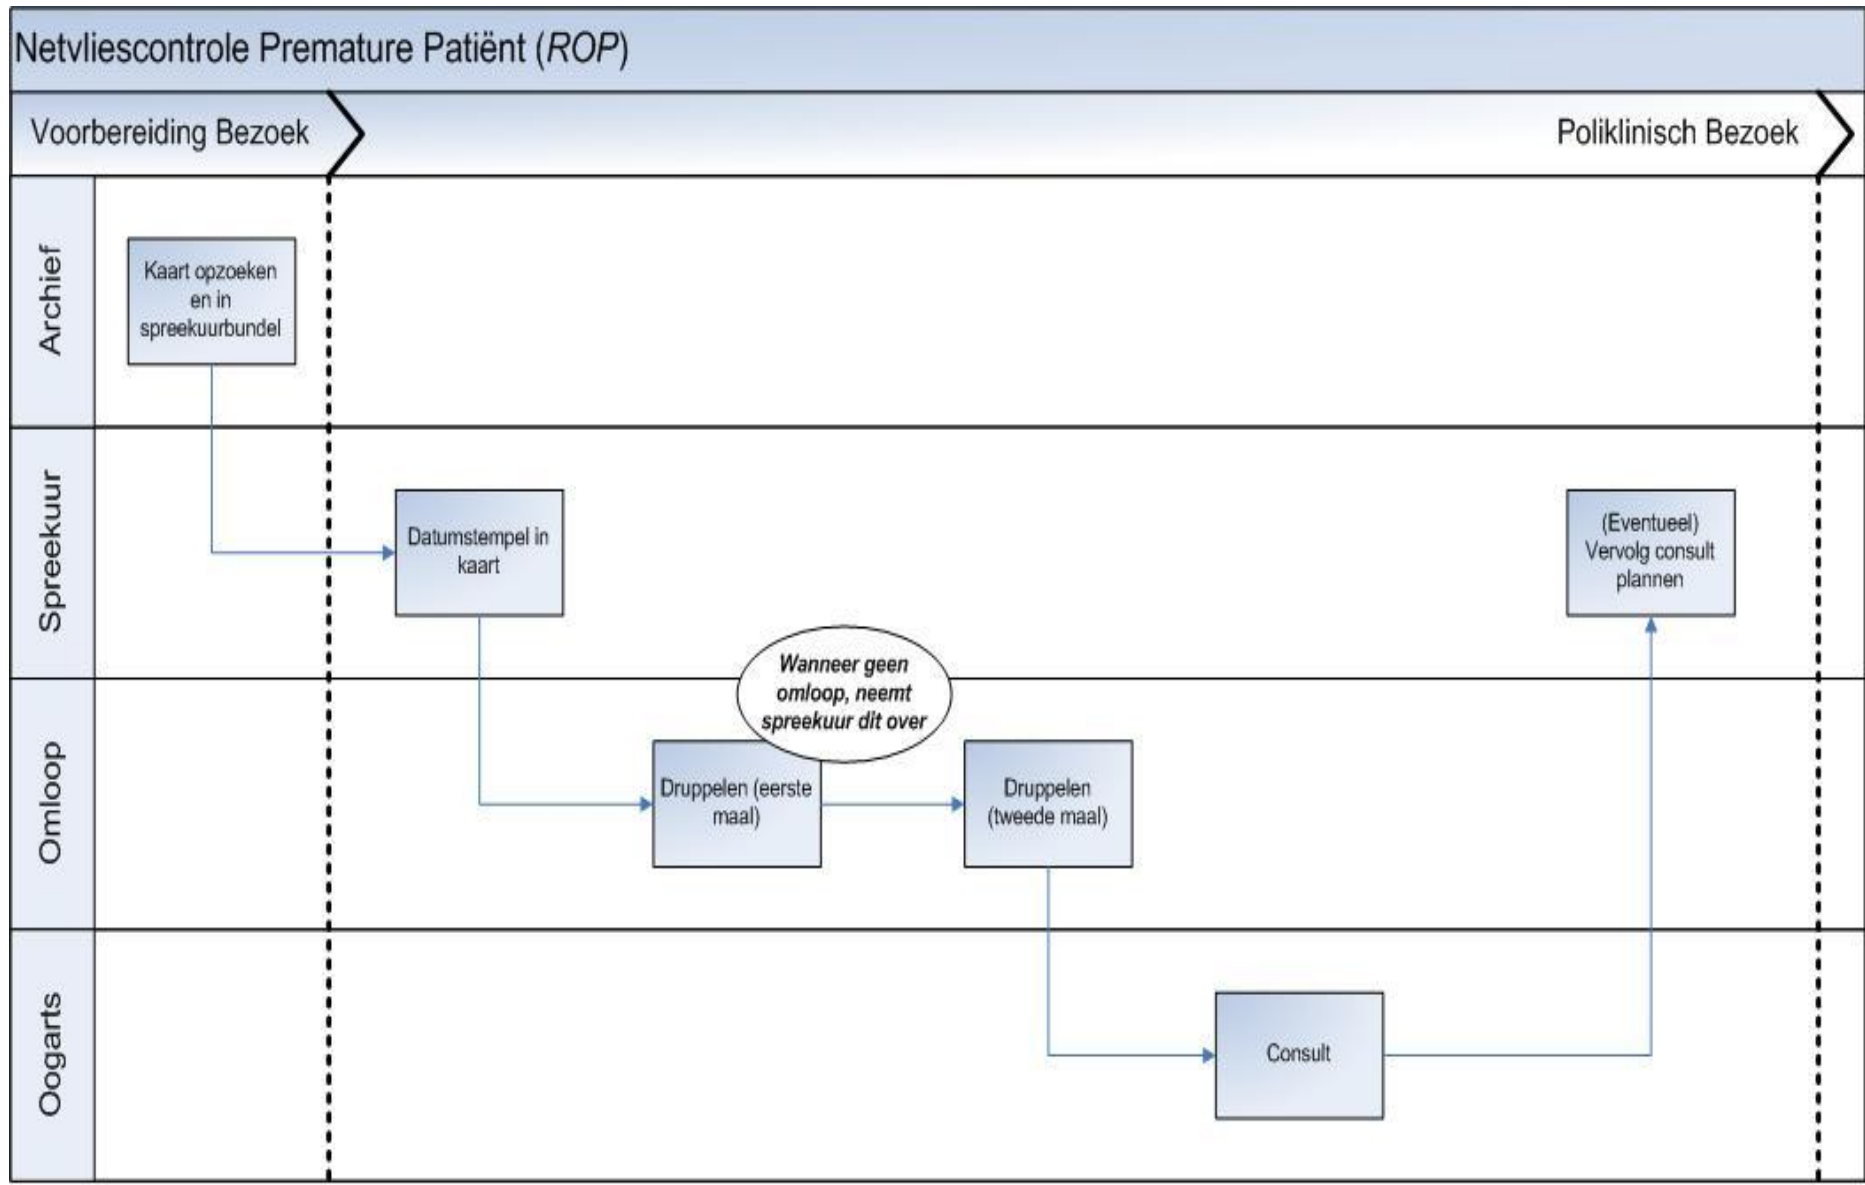 Netvliescontrole Premature Patiënt (ROP)
Voorbereiding Bezoek
Poliklinisch Bezoek
Archief
Kaart opzoeken
en in
spreekuurbundel
Spreekuur
Datumstempel in
kaart
(Eventueel)
Vervolg consult
plannen
Wanneer geen
omloop, neemt
spreekuur dit over
Omloop
Druppelen (eerste
maal)
Druppelen
(tweede maal)
Oogarts
Consult